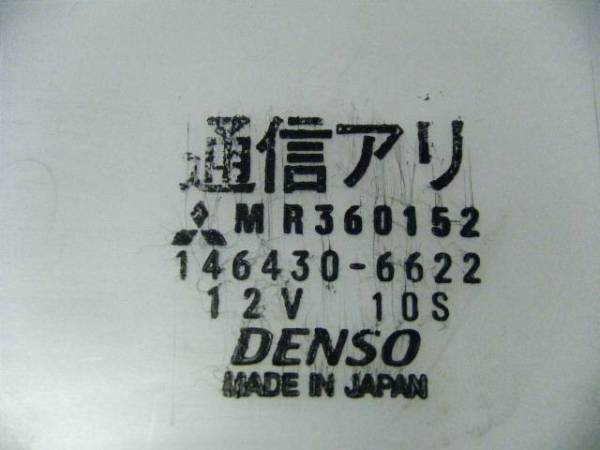 通信アリ
MR360152
146430-6622
12V 10S
DENSO
MADE IN JAPAN